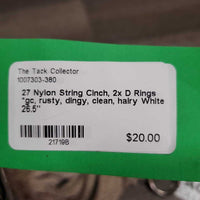 The Tack Collector
1007303-380
27 Nylon String Cinch, 2x D Rings
*gc, rusty, dingy, clean, hairy White
26.5"
21719B
$20.00